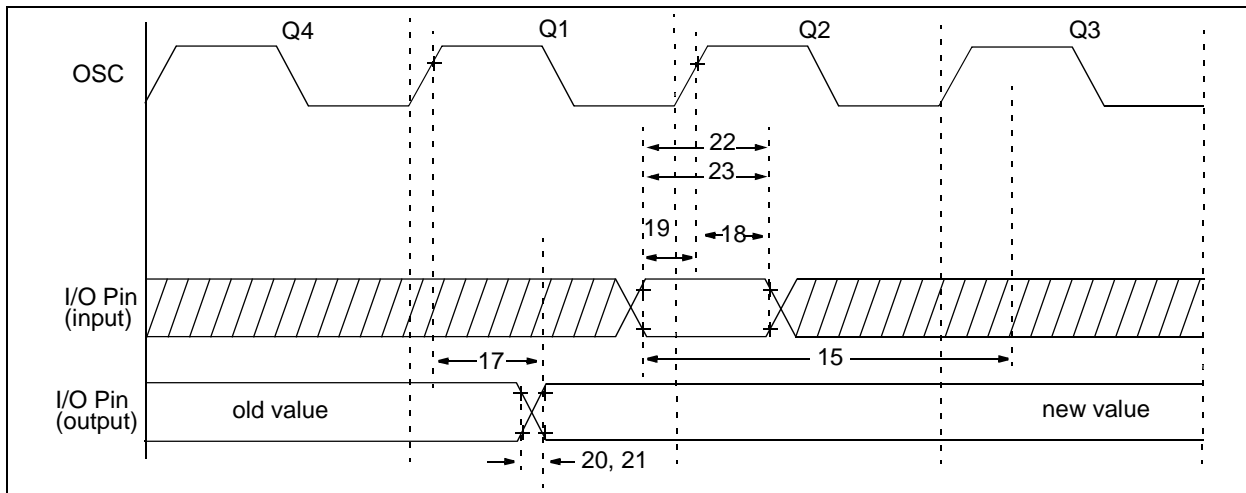 Q4 Q1 Q2 Q3
OSC
22
23
19
18
I/O Pin
(input)
17
15
I/O Pin
(output)
old value
new value
20, 21